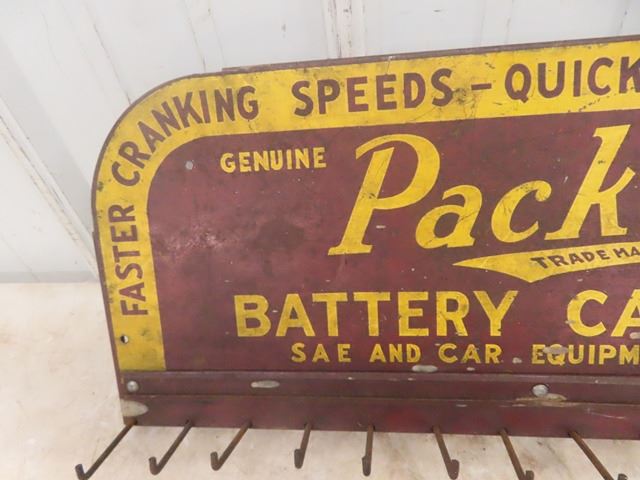 FASTER CRANKING SPEEDS - QUICK
GENUINE
Pack
TRADE MA
BATTERY CA
SAE AND CAR EQUIPM